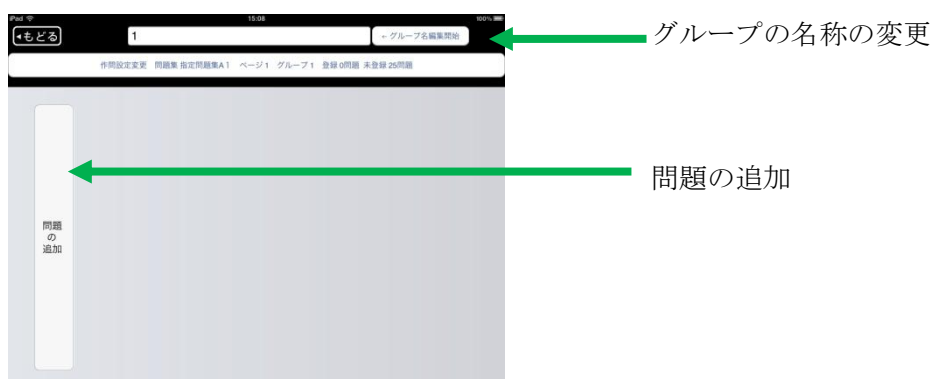 iPad 15:08 100%
もどる 1 ←グループ名編集開始
グループの名称の変更
作問設定変更 問題集 指定問題集A1 ページ1 グループ1 登録0問題 未登録25問題
問題の追加
問題
の
追加